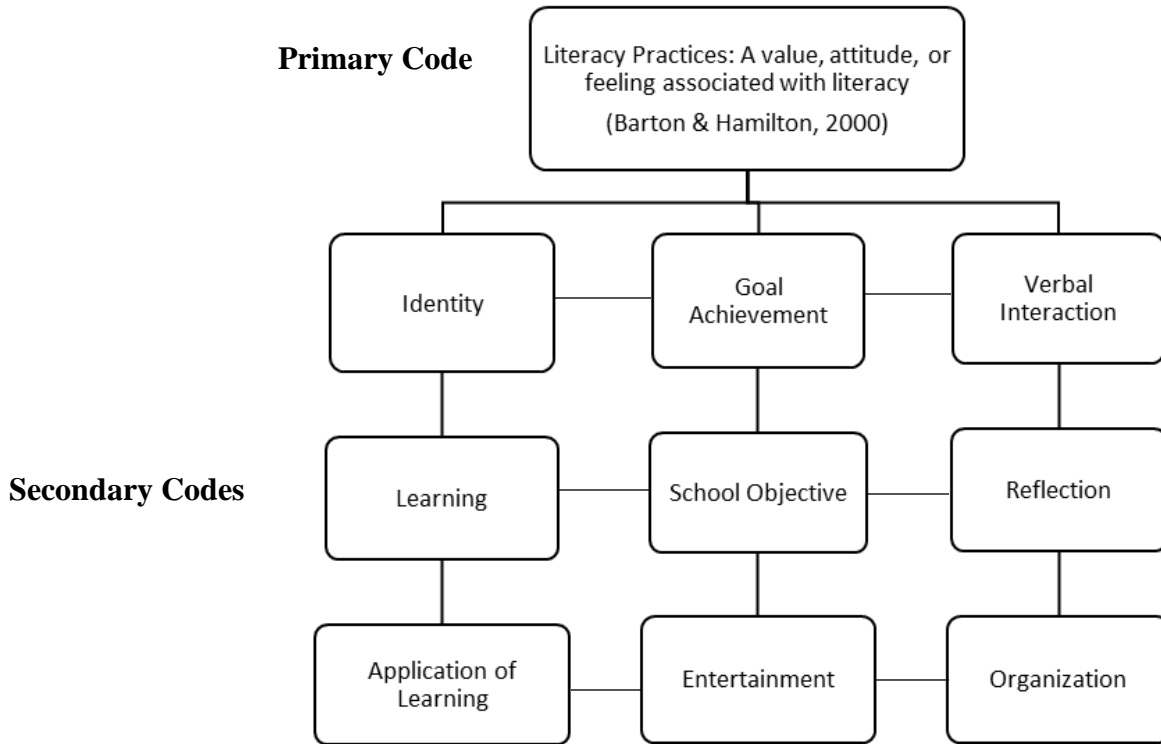 Primary Code
Literacy Practices: A value, attitude, or
feeling associated with literacy
(Barton & Hamilton, 2000)
Identity
Goal
Achievement
Verbal
Interaction
Secondary Codes
Learning
School Objective
Reflection
Application of
Learning
Entertainment
Organization